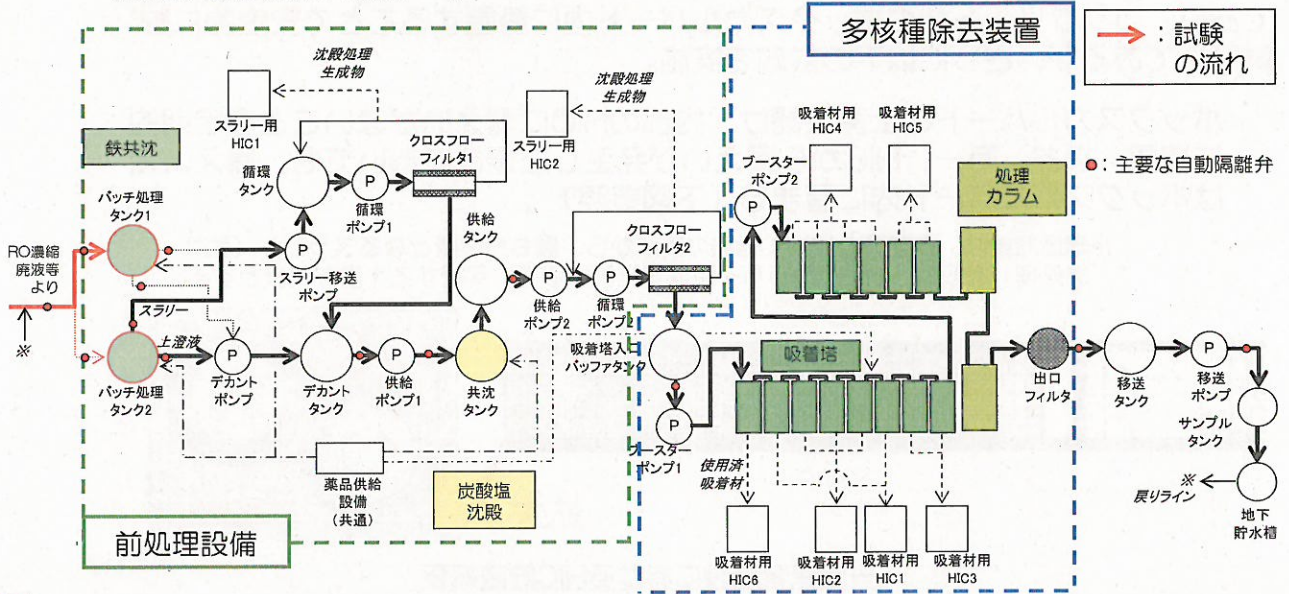 多核種除去装置
：試験
の流れ
：主要な自動隔離弁
沈殿処理
生成物
スラリー用
HIC1
沈殿処理
生成物
スラリー用
HIC2
鉄共沈
循環
タンク
P
循環
ポンプ1
クロスフロー
フィルタ1
バッチ処理
タンク1
RO濃縮
廃液等
より
※
P
スラリー移送
ポンプ
スラリー
上澄液
バッチ処理
タンク2
P
デカント
ポンプ
デカント
タンク
P
供給
ポンプ1
共沈
タンク
供給
タンク
P
供給
ポンプ2
P
循環
ポンプ2
クロスフロー
フィルタ2
薬品供給
設備
（共通）
炭酸塩
沈殿
前処理設備
吸着材用
HIC4
吸着材用
HIC5
ブースター
ポンプ2
P
処理
カラム
吸着塔入口
バッファタンク
吸着塔
P
ブースター
ポンプ1
使用済
吸着材
吸着材用
HIC6
吸着材用
HIC2
吸着材用
HIC1
吸着材用
HIC3
出口
フィルタ
移送
タンク
P
移送
ポンプ
サンプル
タンク
※
戻りライン
地下
貯水槽